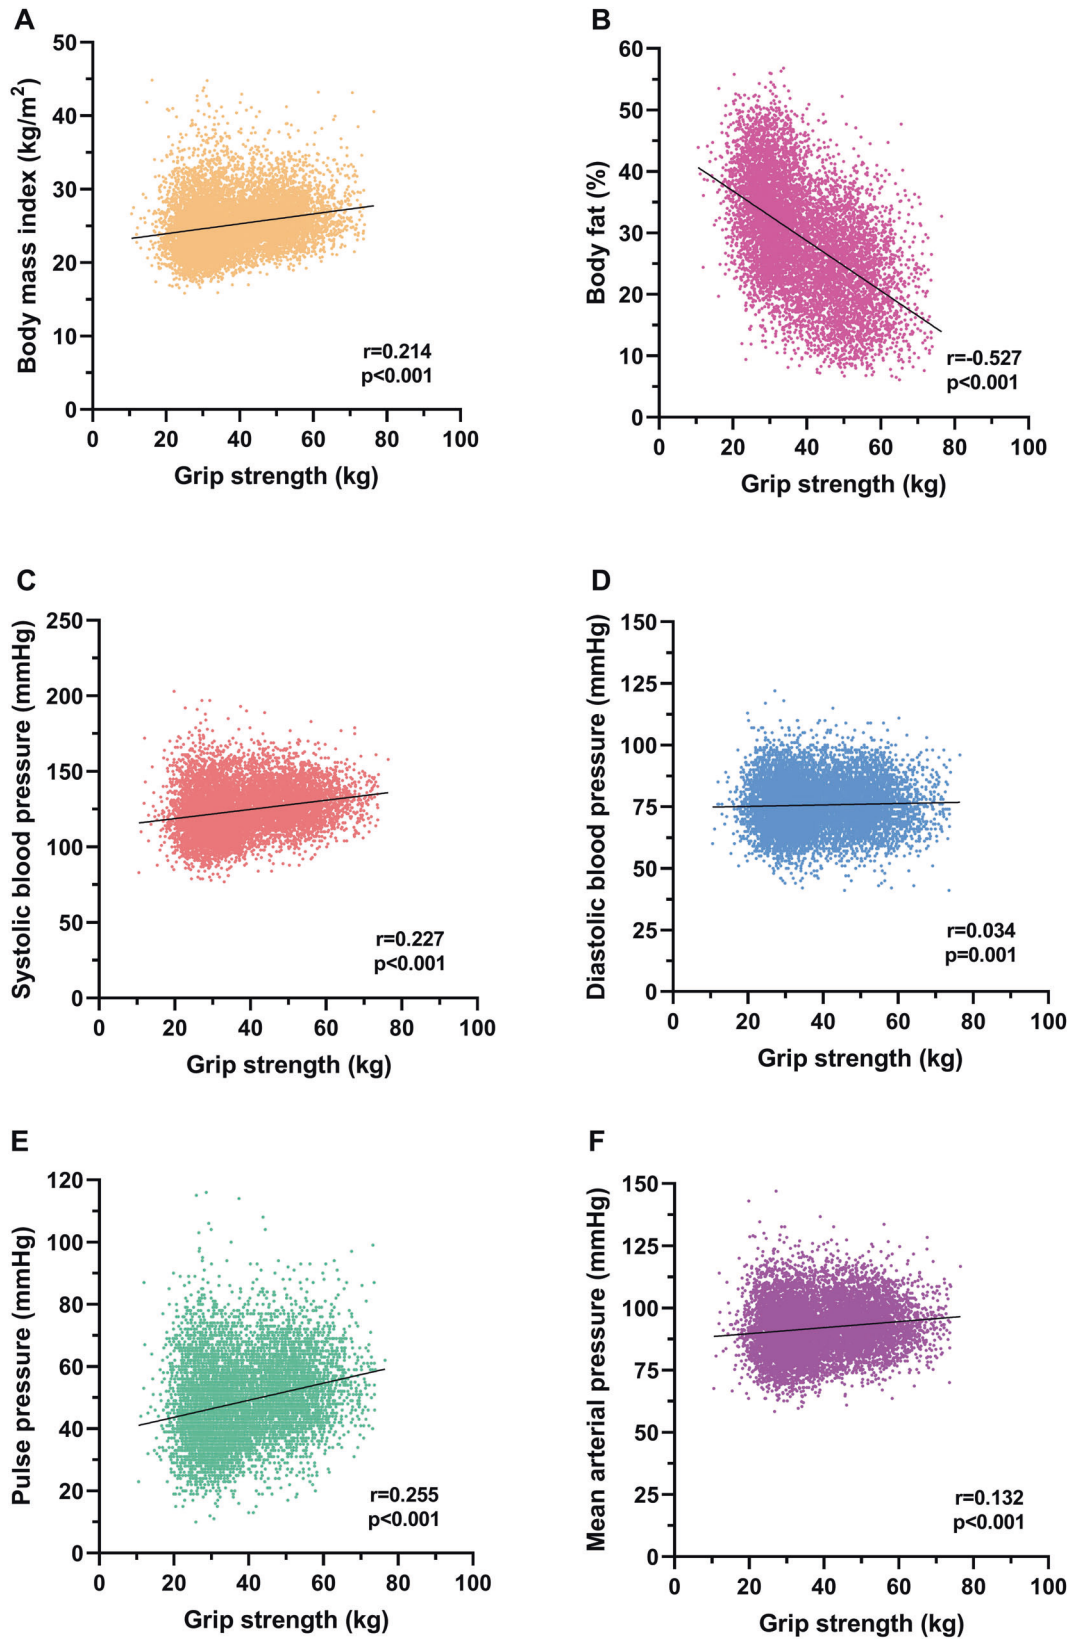 A
Body mass index (kg/m²)
50
40
30
20
10
0
0 20 40 60 80 100
Grip strength (kg)
r=0.214
p<0.001
B
Body fat (%)
60
50
40
30
20
10
0
0 20 40 60 80 100
Grip strength (kg)
r=-0.527
p<0.001
C
Systolic blood pressure (mmHg)
250
200
150
100
50
0
0 20 40 60 80 100
Grip strength (kg)
r=0.227
p<0.001
D
Diastolic blood pressure (mmHg)
150
125
100
75
50
25
0
0 20 40 60 80 100
Grip strength (kg)
r=0.034
p=0.001
E
Pulse pressure (mmHg)
120
100
80
60
40
20
0
0 20 40 60 80 100
Grip strength (kg)
r=0.255
p<0.001
F
Mean arterial pressure (mmHg)
150
125
100
75
50
25
0
0 20 40 60 80 100
Grip strength (kg)
r=0.132
p<0.001